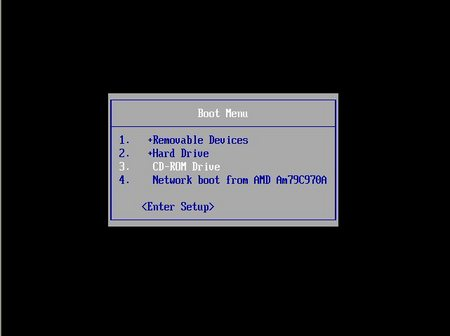 Boot Menu
1. +Removable Devices
2. +Hard Drive
3. CD-ROM Drive
4. Network boot from AMD Am79C970A
<Enter Setup>